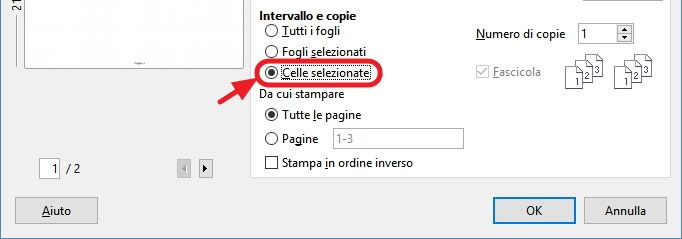 21
Intervallo e copie
Tutti i fogli
Fogli selezionati
Celle selezionate
Numero di copie 1
Fascicola 1 2 3 1 2 3
Da cui stampare
Tutte le pagine
Pagine 1-3
Stampa in ordine inverso
1 / 2
Aiuto OK Annulla